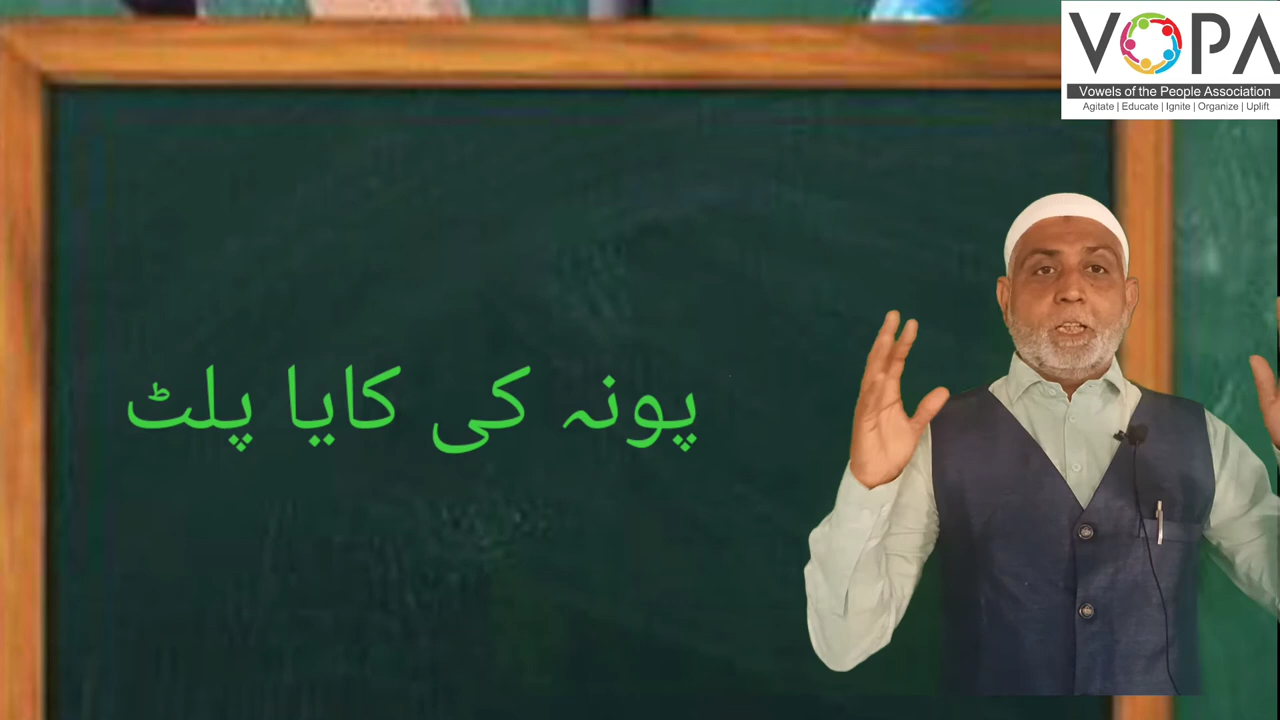 VOPA
Vowels of the People Association
Agitate | Educate | Ignite | Organize | Uplift
پونہ کی کایا پلٹ